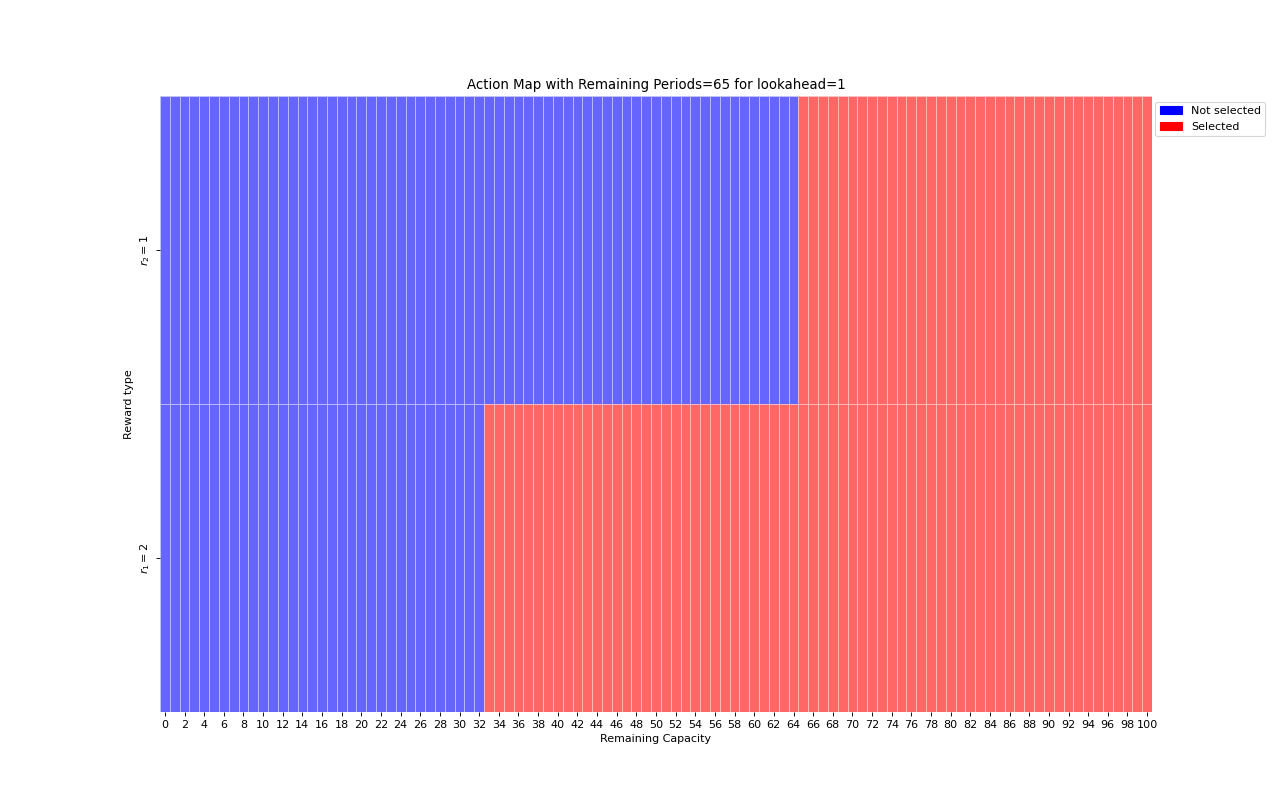 Action Map with Remaining Periods=65 for lookahead=1
Not selected
Selected
r₂ = 1
Reward type
r₁ = 2
0 2 4 6 8 10 12 14 16 18 20 22 24 26 28 30 32 34 36 38 40 42 44 46 48 50 52 54 56 58 60 62 64 66 68 70 72 74 76 78 80 82 84 86 88 90 92 94 96 98 100
Remaining Capacity